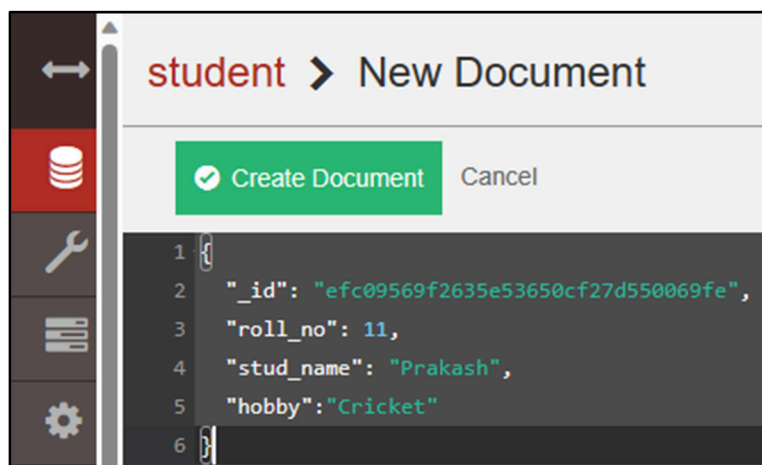 student > New Document
Create Document Cancel
1 {
2 "_id": "efc09569f2635e53650cf27d550069fe",
3 "roll_no": 11,
4 "stud_name": "Prakash",
5 "hobby":"Cricket"
6 }